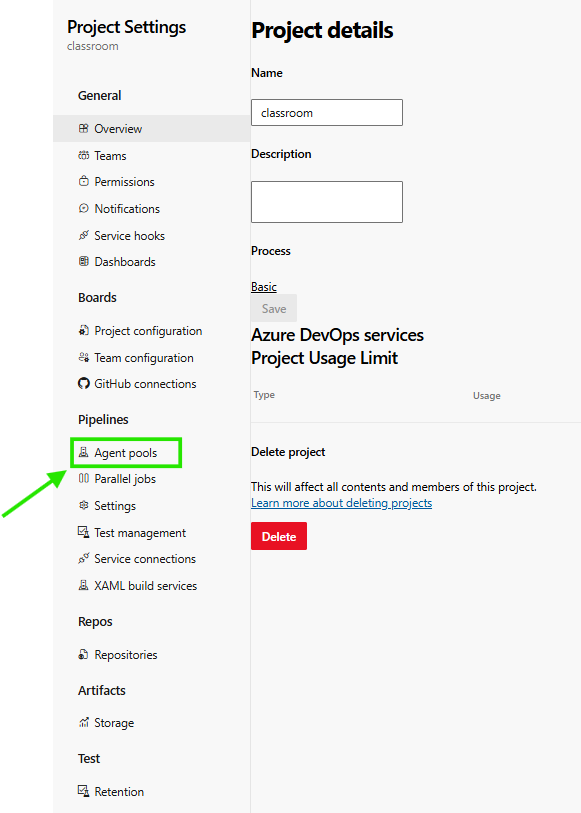 Project Settings
classroom
General
Overview
Teams
Permissions
Notifications
Service hooks
Dashboards
Boards
Project configuration
Team configuration
GitHub connections
Pipelines
Agent pools
Parallel jobs
Settings
Test management
Service connections
XAML build services
Repos
Repositories
Artifacts
Storage
Test
Retention
Project details
Name
classroom
Description
Process
Basic
Save
Azure DevOps services
Project Usage Limit
Type Usage
Delete project
This will affect all contents and members of this project.
Learn more about deleting projects
Delete